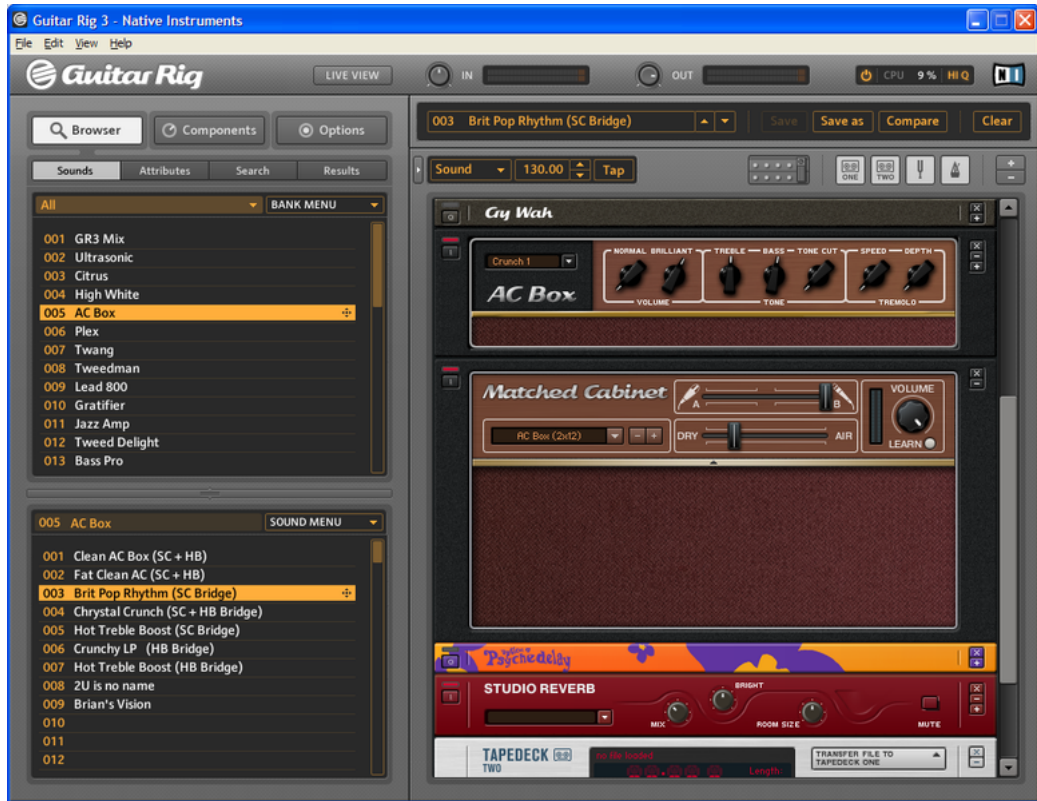 Guitar Rig 3 - Native Instruments
File Edit View Help
Guitar Rig
LIVE VIEW
IN
OUT
CPU 9 % HI Q
Browser
Components
Options
Sounds
Attributes
Search
Results
All
BANK MENU
001 GR3 Mix
002 Ultrasonic
003 Citrus
004 High White
005 AC Box
006 Plex
007 Twang
008 Tweedman
009 Lead 800
010 Gratifier
011 Jazz Amp
012 Tweed Delight
013 Bass Pro
005 AC Box
SOUND MENU
001 Clean AC Box (SC + HB)
002 Fat Clean AC (SC + HB)
003 Brit Pop Rhythm (SC Bridge)
004 Chrystal Crunch (SC + HB Bridge)
005 Hot Treble Boost (SC Bridge)
006 Crunchy LP (HB Bridge)
007 Hot Treble Boost (HB Bridge)
008 2U is no name
009 Brian's Vision
010
011
012
003 Brit Pop Rhythm (SC Bridge)
Save
Save as
Compare
Clear
Sound
130.00
Tap
ONE
TWO
Cry Wah
Crunch 1
AC Box
NORMAL BRILLIANT
VOLUME
TREBLE BASS TONE CUT
TONE
SPEED DEPTH
TREMOLO
Matched Cabinet
A
B
AC Box (2x12)
DRY
AIR
VOLUME
LEARN
Psychedelay
STUDIO REVERB
MIX
BRIGHT
ROOM SIZE
MUTE
TAPEDECK
TWO
no file loaded
Length:
TRANSFER FILE TO
TAPEDECK ONE